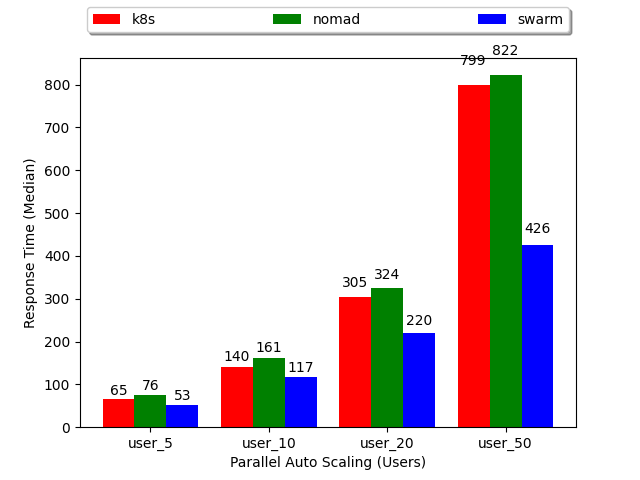 k8s nomad swarm
Response Time (Median)
800
700
600
500
400
300
200
100
0
65 76 53
140 161 117
305 324 220
799 822 426
user_5 user_10 user_20 user_50
Parallel Auto Scaling (Users)